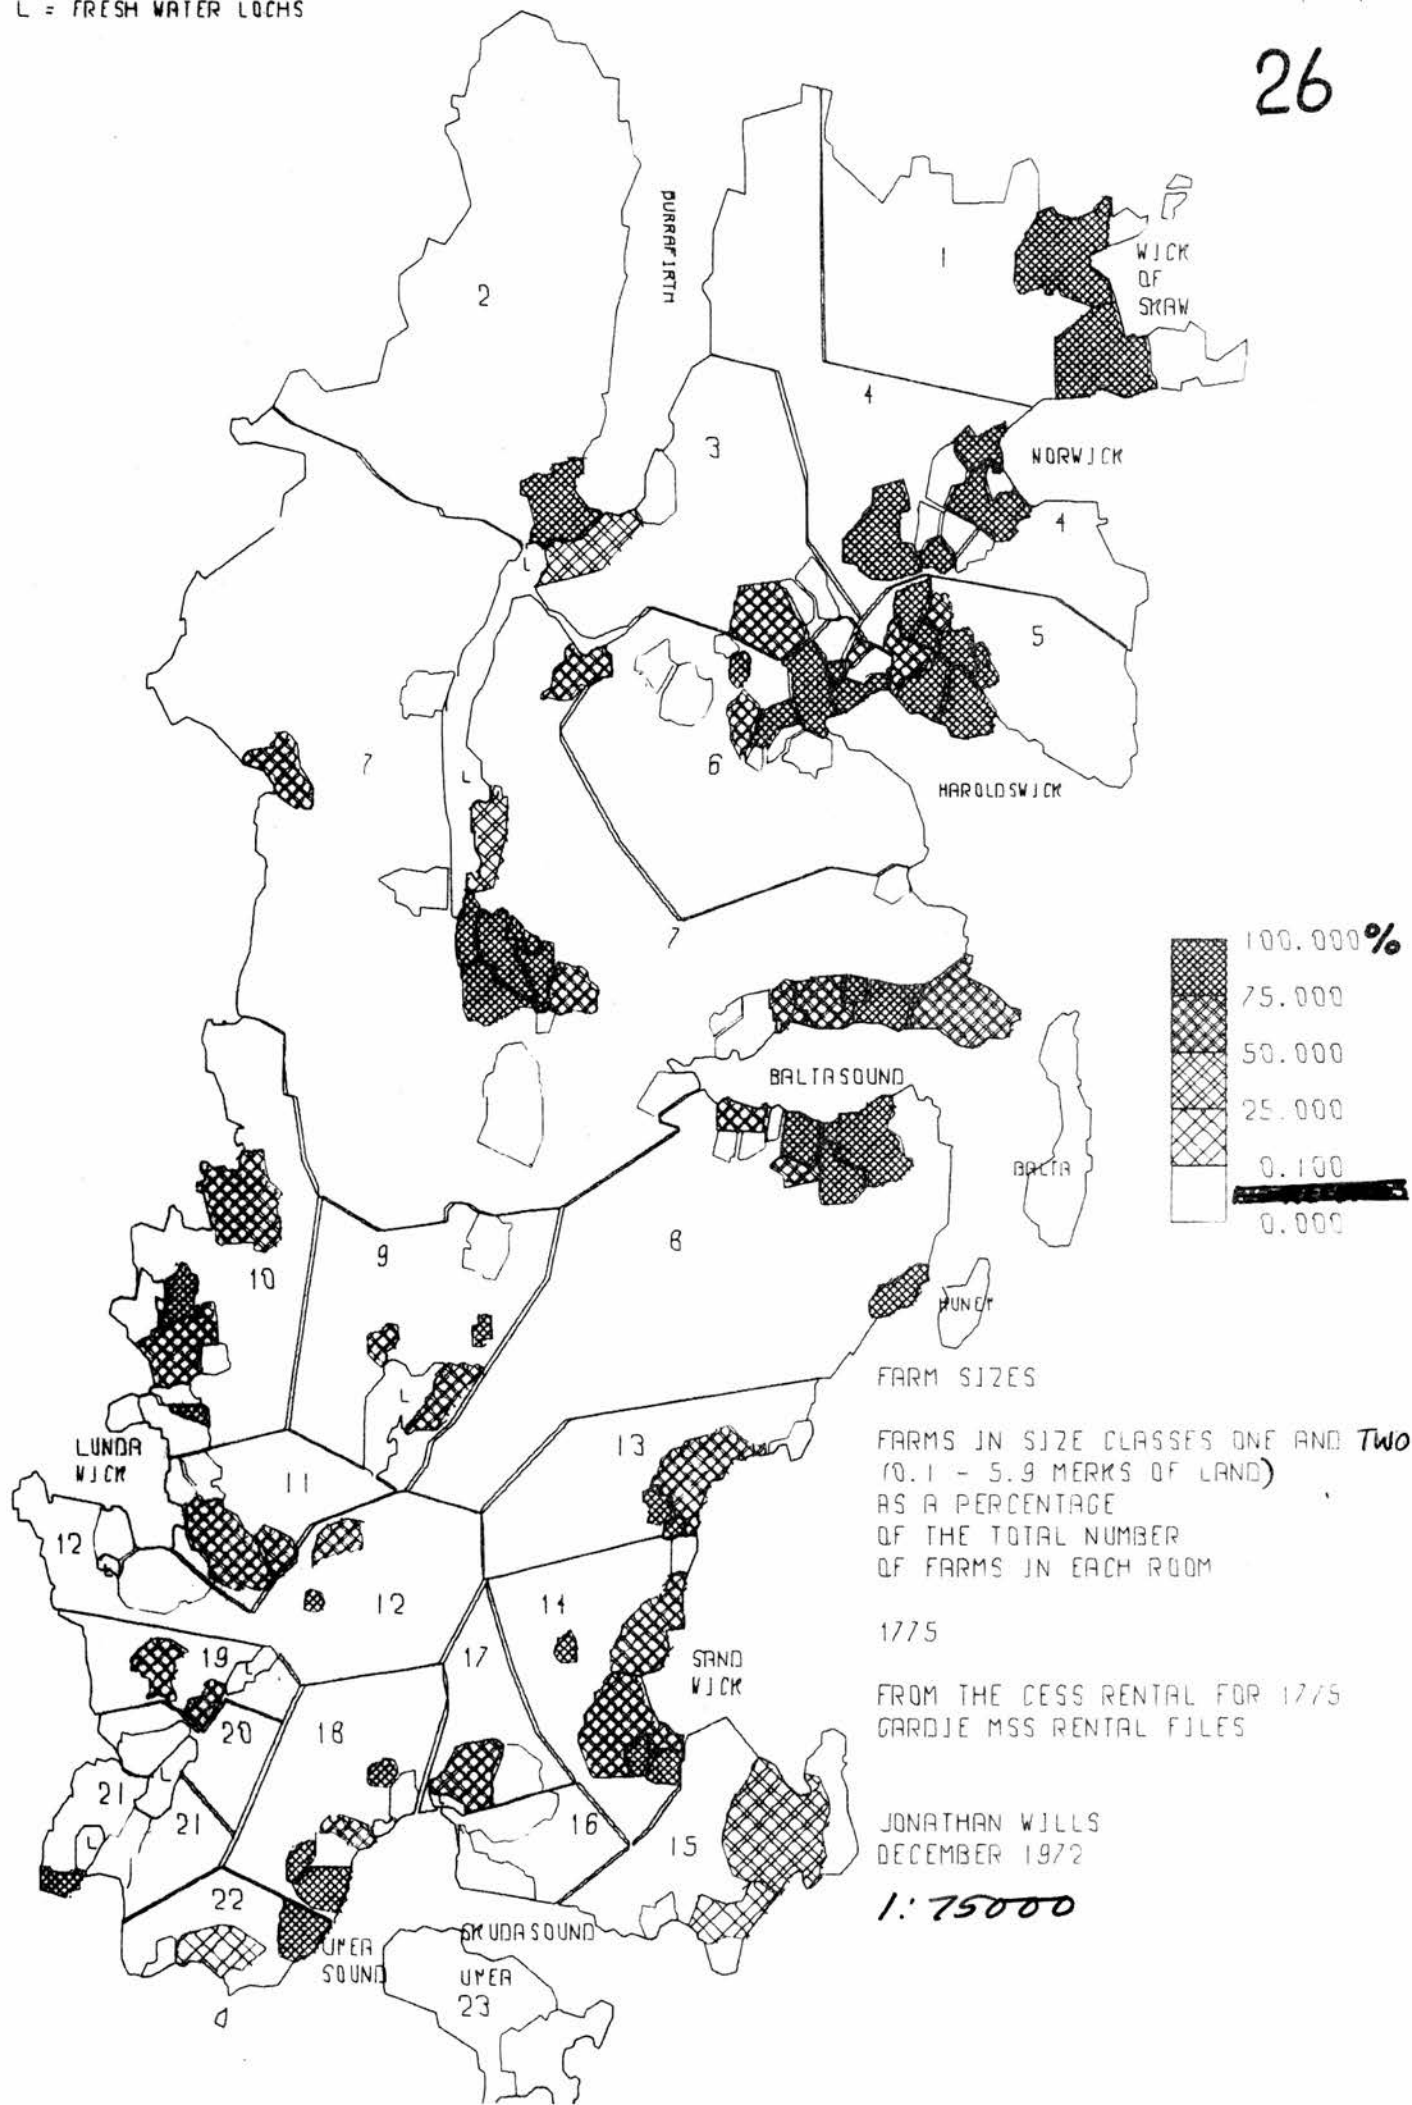 L = FRESH WATER LOCHS
26
BURRAFIRTH
1
WICK
OF
SKAW
2
4
3
NORWICK
4
5
7
L
L
6
HAROLDSWICK
7
100.000%
75.000
50.000
25.000
0.100
0.000
BALTASOUND
BALTA
8
9
10
HUNEY
L
FARM SIZES
FARMS IN SIZE CLASSES ONE AND TWO
(0.1 - 5.9 MERKS OF LAND)
AS A PERCENTAGE
OF THE TOTAL NUMBER
OF FARMS IN EACH ROOM
1775
FROM THE CESS RENTAL FOR 1775
GARDIE MSS RENTAL FILES
JONATHAN WILLS
DECEMBER 1972
1:75000
LUNDA
WICK
11
13
12
L
12
14
17
SAND
WICK
19
20
18
21
L
L
21
16
15
22
UYEA
SOUND
SKUDASOUND
UYEA
23